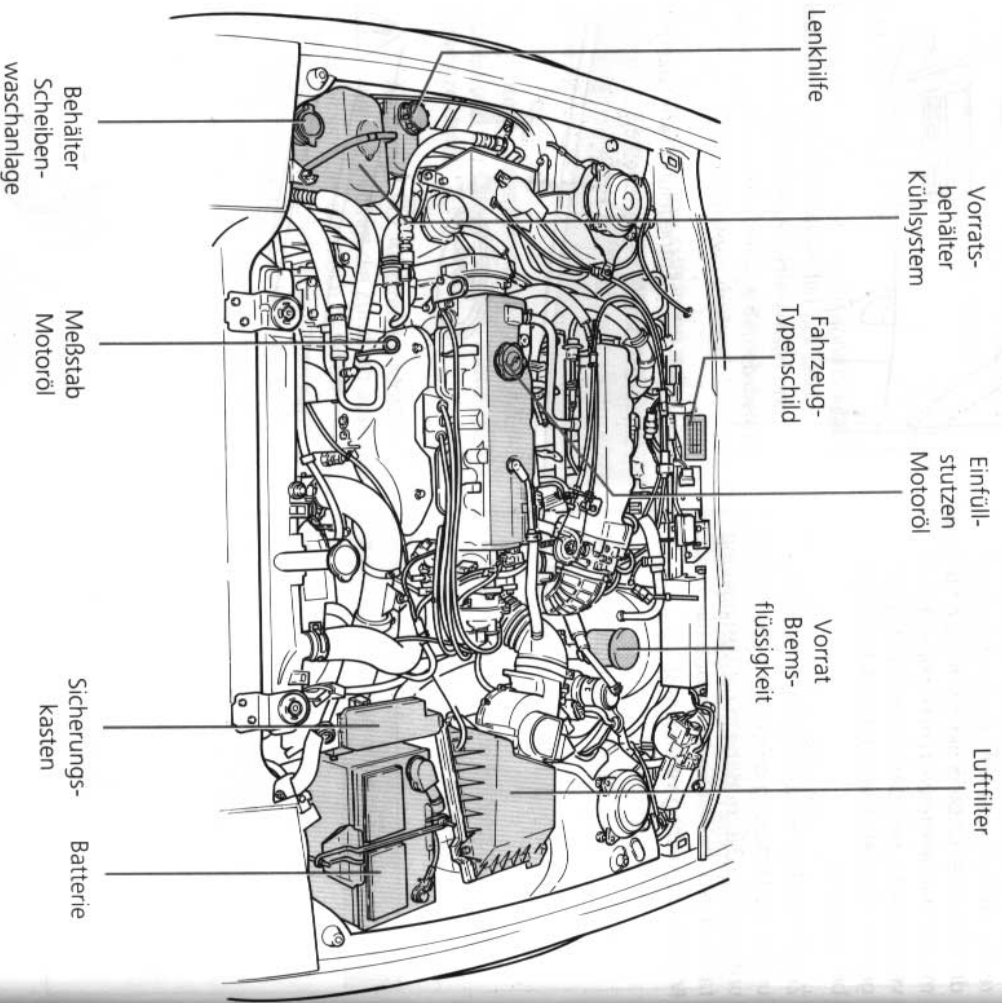 Lenkhilfe
Vorrats-
behälter
Kühlsystem
Fahrzeug-
Typenschild
Einfüll-
stutzen
Motoröl
Vorrat
Brems-
flüssigkeit
Luftfilter
Behälter
Scheiben-
waschanlage
Meßstab
Motoröl
Sicherungs-
kasten
Batterie